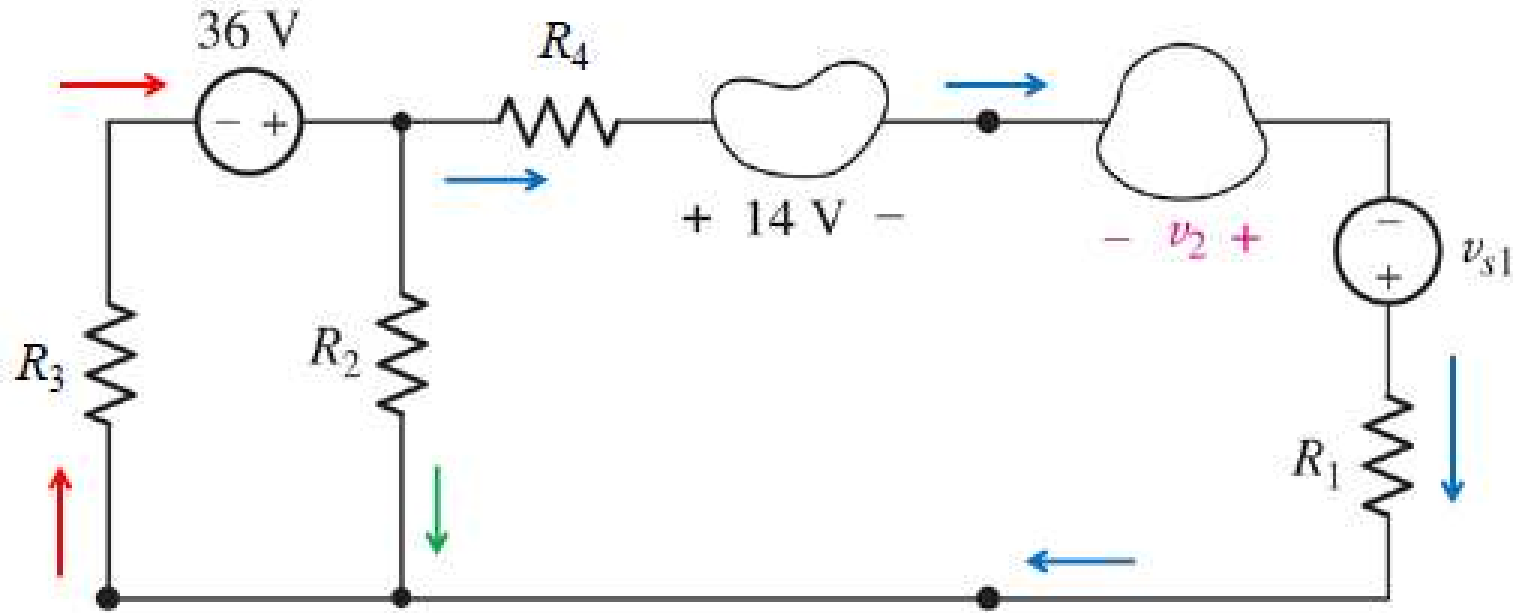 36 V
R4
- +
+ 14 V −
− v2 +
−
+
vs1
R3
R2
R1